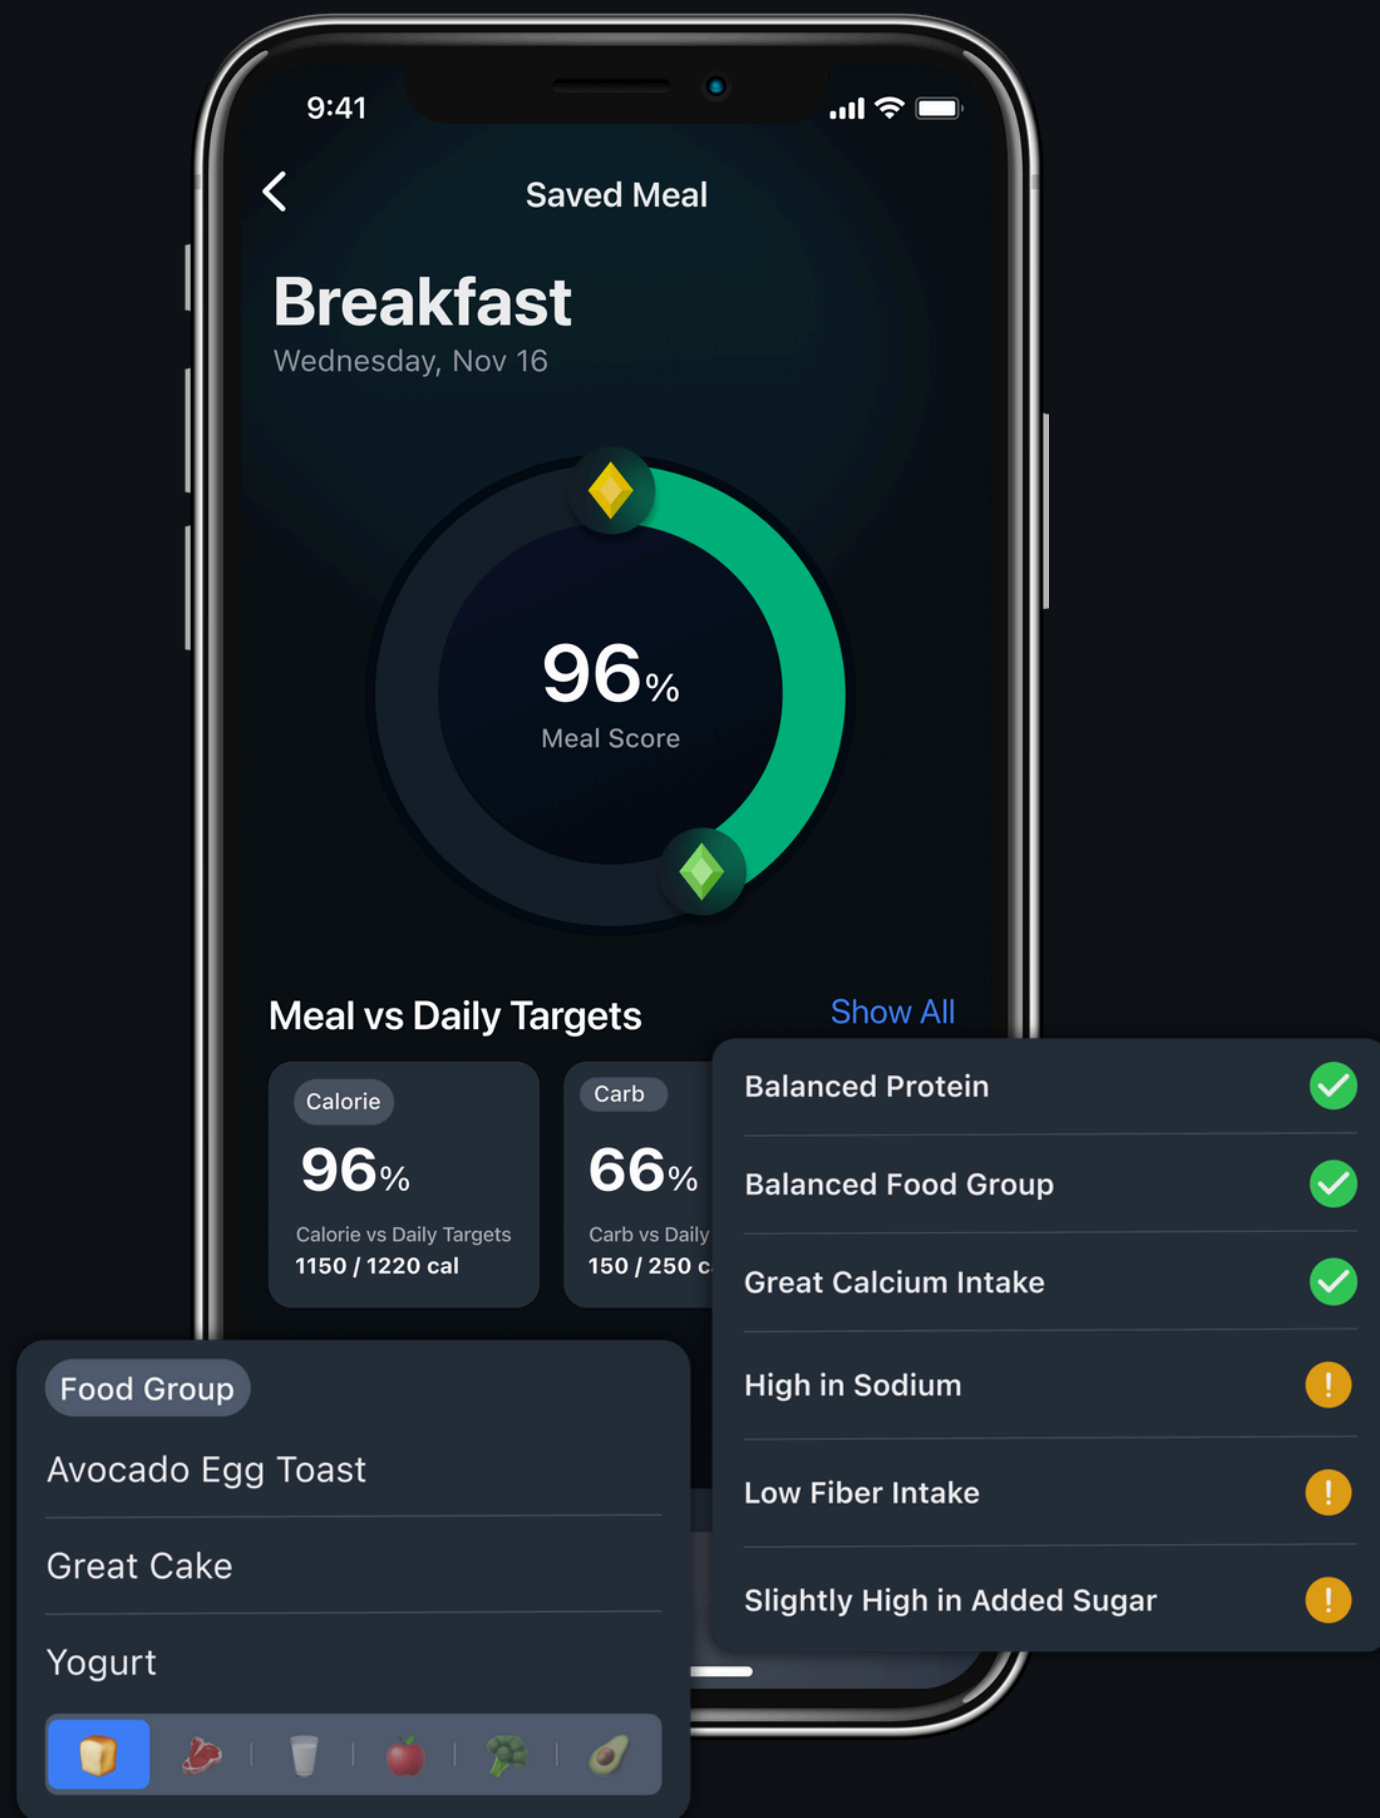 9:41
Saved Meal
Breakfast
Wednesday, Nov 16
96%
Meal Score
Meal vs Daily Targets
Show All
Calorie
96%
Calorie vs Daily Targets
1150 / 1220 cal
Carb
66%
Carb vs Daily
150 / 250
Balanced Protein
Balanced Food Group
Great Calcium Intake
High in Sodium
Low Fiber Intake
Slightly High in Added Sugar
Food Group
Avocado Egg Toast
Great Cake
Yogurt